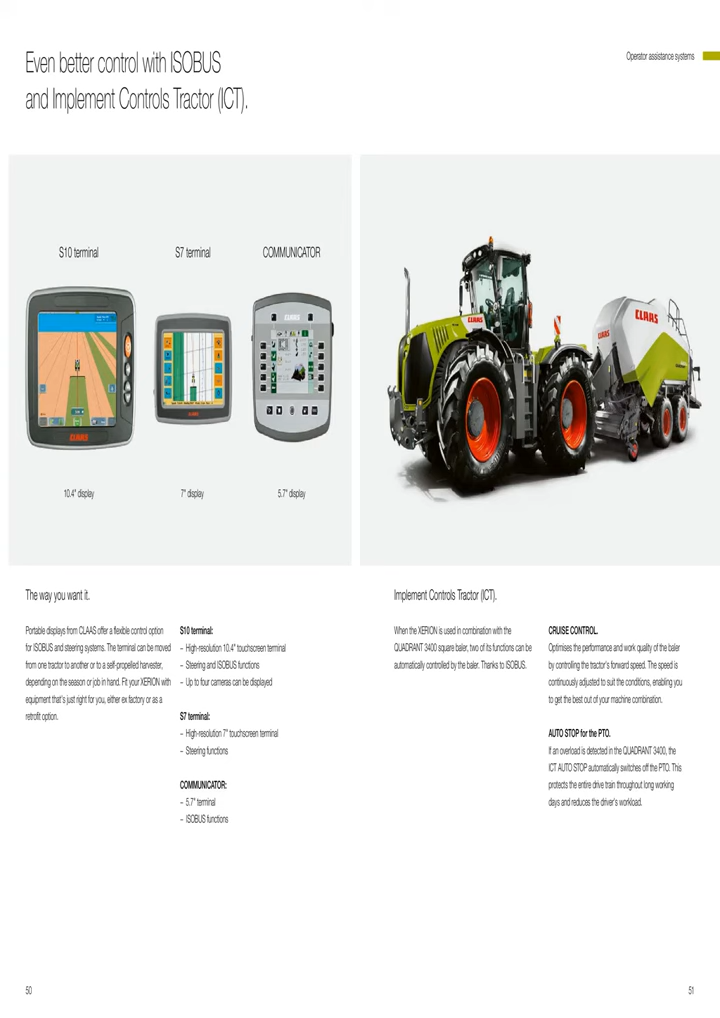 Even better control with ISOBUS
and Implement Controls Tractor (ICT).
Operator assistance systems
S10 terminal
S7 terminal
COMMUNICATOR
CLAAS
CLAAS
CLAAS
10.4" display
7" display
5.7" display
CLAAS
CLAAS
CLAAS
The way you want it.
Portable displays from CLAAS offer a flexible control option
for ISOBUS and steering systems. The terminal can be moved
from one tractor to another or to a self-propelled harvester,
depending on the season or job in hand. Fit your XERION with
equipment that's just right for you, either ex factory or as a
retrofit option.
S10 terminal:
– High-resolution 10.4" touchscreen terminal
– Steering and ISOBUS functions
– Up to four cameras can be displayed
S7 terminal:
– High-resolution 7" touchscreen terminal
– Steering functions
COMMUNICATOR:
– 5.7" terminal
– ISOBUS functions
Implement Controls Tractor (ICT).
When the XERION is used in combination with the
QUADRANT 3400 square baler, two of its functions can be
automatically controlled by the baler. Thanks to ISOBUS.
CRUISE CONTROL.
Optimises the performance and work quality of the baler
by controlling the tractor's forward speed. The speed is
continuously adjusted to suit the conditions, enabling you
to get the best out of your machine combination.
AUTO STOP for the PTO.
If an overload is detected in the QUADRANT 3400, the
ICT AUTO STOP automatically switches off the PTO. This
protects the entire drive train throughout long working
days and reduces the driver's workload.
50
51